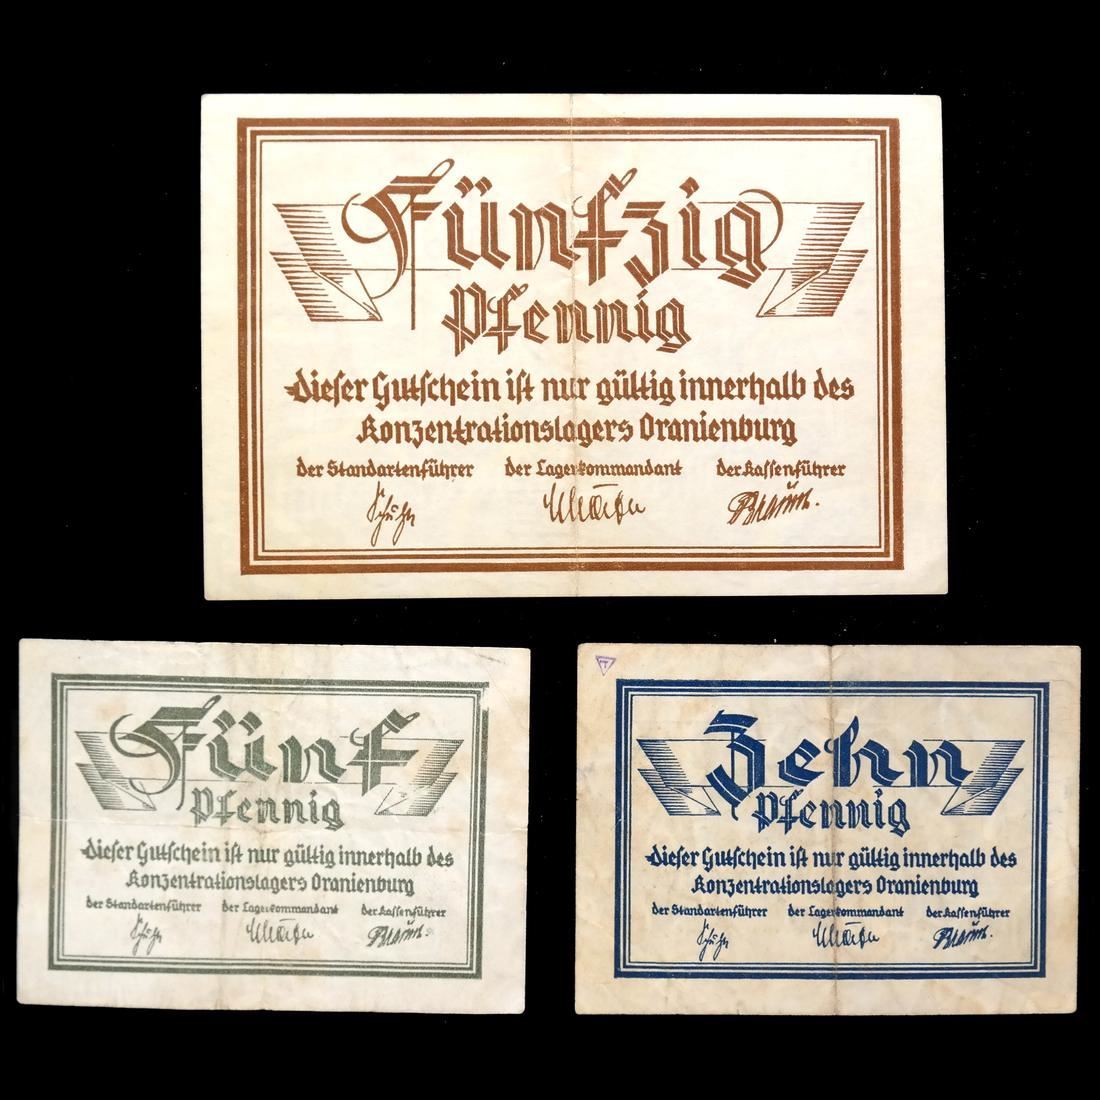 Fünfzig
Pfennig
Dieser Gutschein ist nur gültig innerhalb des
Konzentrationslagers Oranienburg
der Standartenführer der Lagerkommandant der Kassenführer
Fünf
Pfennig
Dieser Gutschein ist nur gültig innerhalb des
Konzentrationslagers Oranienburg
der Standartenführer der Lagerkommandant der Kassenführer
T
Zehn
Pfennig
Dieser Gutschein ist nur gültig innerhalb des
Konzentrationslagers Oranienburg
der Standartenführer der Lagerkommandant der Kassenführer